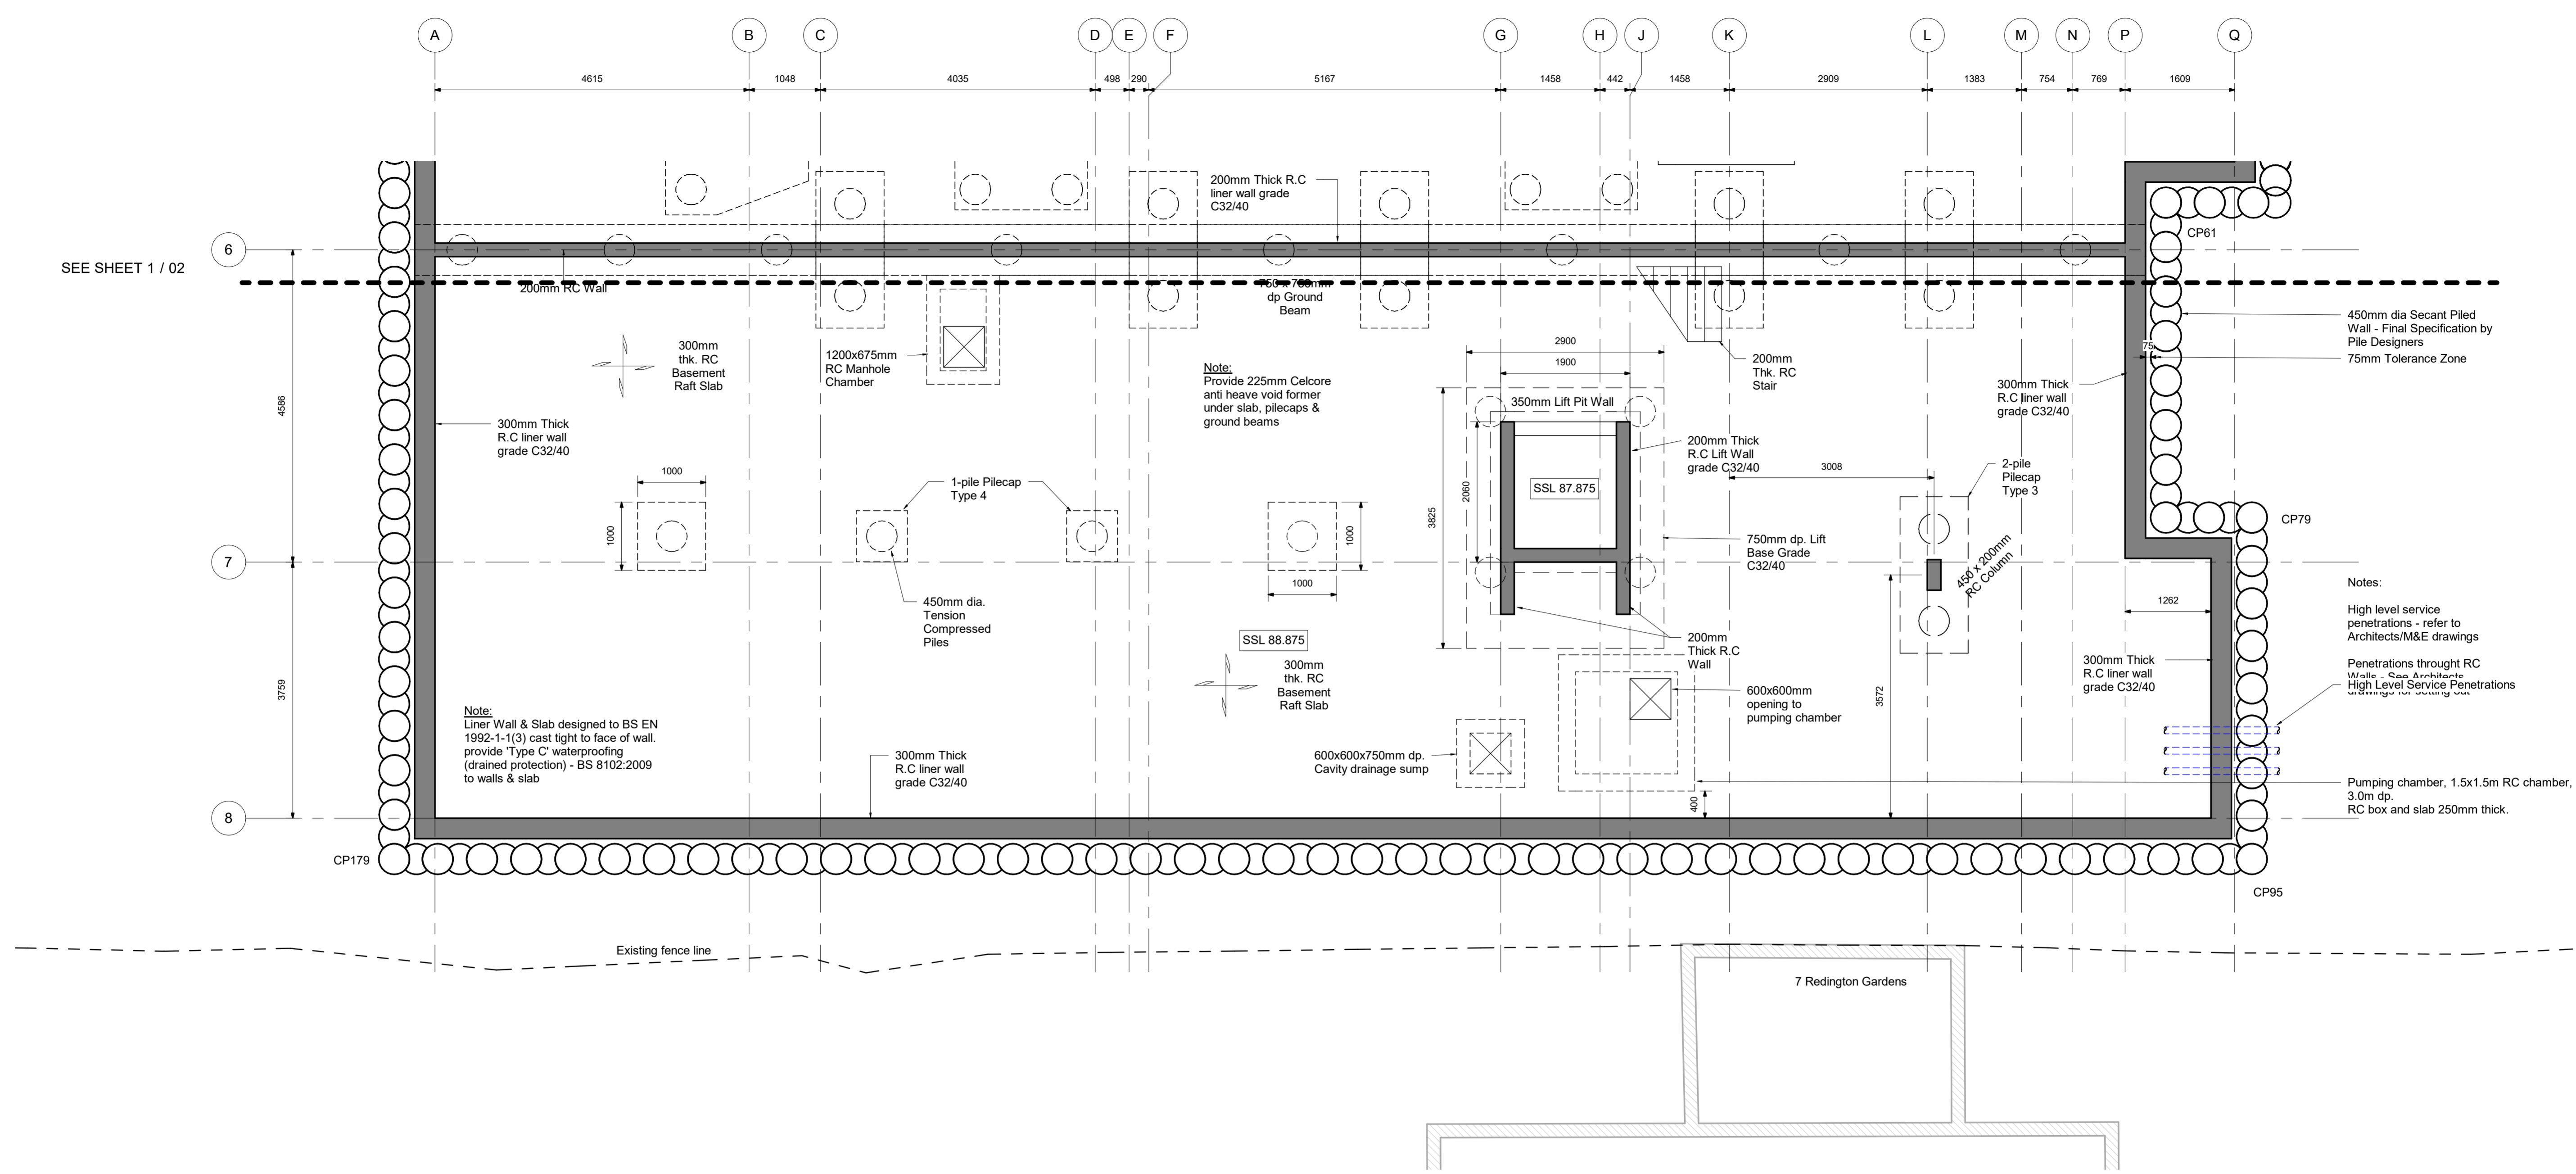 A B C D E F G H J K L M N P Q
4615 1048 4035 498 290 5167 1458 442 1458 2909 1383 754 769 1609
200mm Thick R.C
liner wall grade
C32/40
CP61
6
SEE SHEET 1 / 02
200mm RC Wall
750 x 750mm
dp Ground
Beam
450mm dia Secant Piled
Wall - Final Specification by
Pile Designers
75
75mm Tolerance Zone
300mm
thk. RC
Basement
Raft Slab
1200x675mm
RC Manhole
Chamber
Note:
Provide 225mm Celcore
anti heave void former
under slab, pilecaps &
ground beams
2900
1900
200mm
Thk. RC
Stair
300mm Thick
R.C liner wall
grade C32/40
4586
350mm Lift Pit Wall
300mm Thick
R.C liner wall
grade C32/40
200mm Thick
R.C Lift Wall
grade C32/40
3008
2-pile
Pilecap
Type 3
1000
1-pile Pilecap
Type 4
2060
SSL 87.875
3825
1000
1000
CP79
750mm dp. Lift
Base Grade
C32/40
450 x 200mm
RC Column
7
1000
Notes:
High level service
penetrations - refer to
Architects/M&E drawings
Penetrations throught RC
Walls - See Architects
drawings for setting out
High Level Service Penetrations
1262
450mm dia.
Tension
Compressed
Piles
SSL 88.875
200mm
Thick R.C
Wall
300mm
thk. RC
Basement
Raft Slab
300mm Thick
R.C liner wall
grade C32/40
3759
3572
600x600mm
opening to
pumping chamber
Note:
Liner Wall & Slab designed to BS EN
1992-1-1(3) cast tight to face of wall.
provide 'Type C' waterproofing
(drained protection) - BS 8102:2009
to walls & slab
300mm Thick
R.C liner wall
grade C32/40
600x600x750mm dp.
Cavity drainage sump
400
Pumping chamber, 1.5x1.5m RC chamber,
3.0m dp.
RC box and slab 250mm thick.
8
CP179
CP95
Existing fence line
7 Redington Gardens